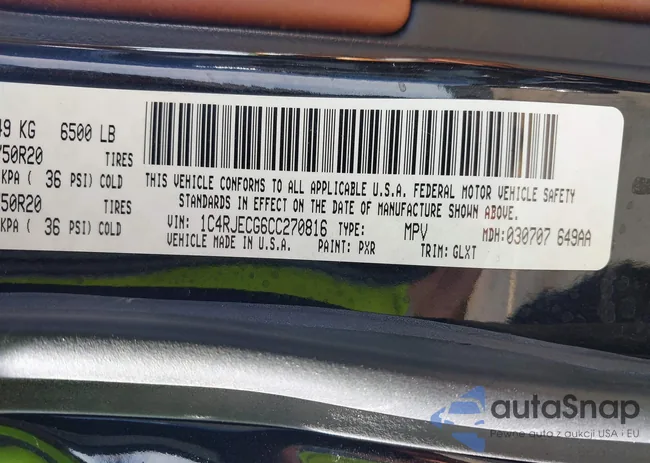 49 KG 6500 LB
/50R20 TIRES
KPA ( 36 PSI) COLD
/50R20 TIRES
KPA ( 36 PSI) COLD
THIS VEHICLE CONFORMS TO ALL APPLICABLE U.S.A. FEDERAL MOTOR VEHICLE SAFETY
STANDARDS IN EFFECT ON THE DATE OF MANUFACTURE SHOWN ABOVE.
VIN: 1C4RJECG6CC270816 TYPE: MPV MDH: 030707 649AA
VEHICLE MADE IN U.S.A. PAINT: PXR TRIM: GLXT
autaSnap
Pewne auta z aukcji USA i EU